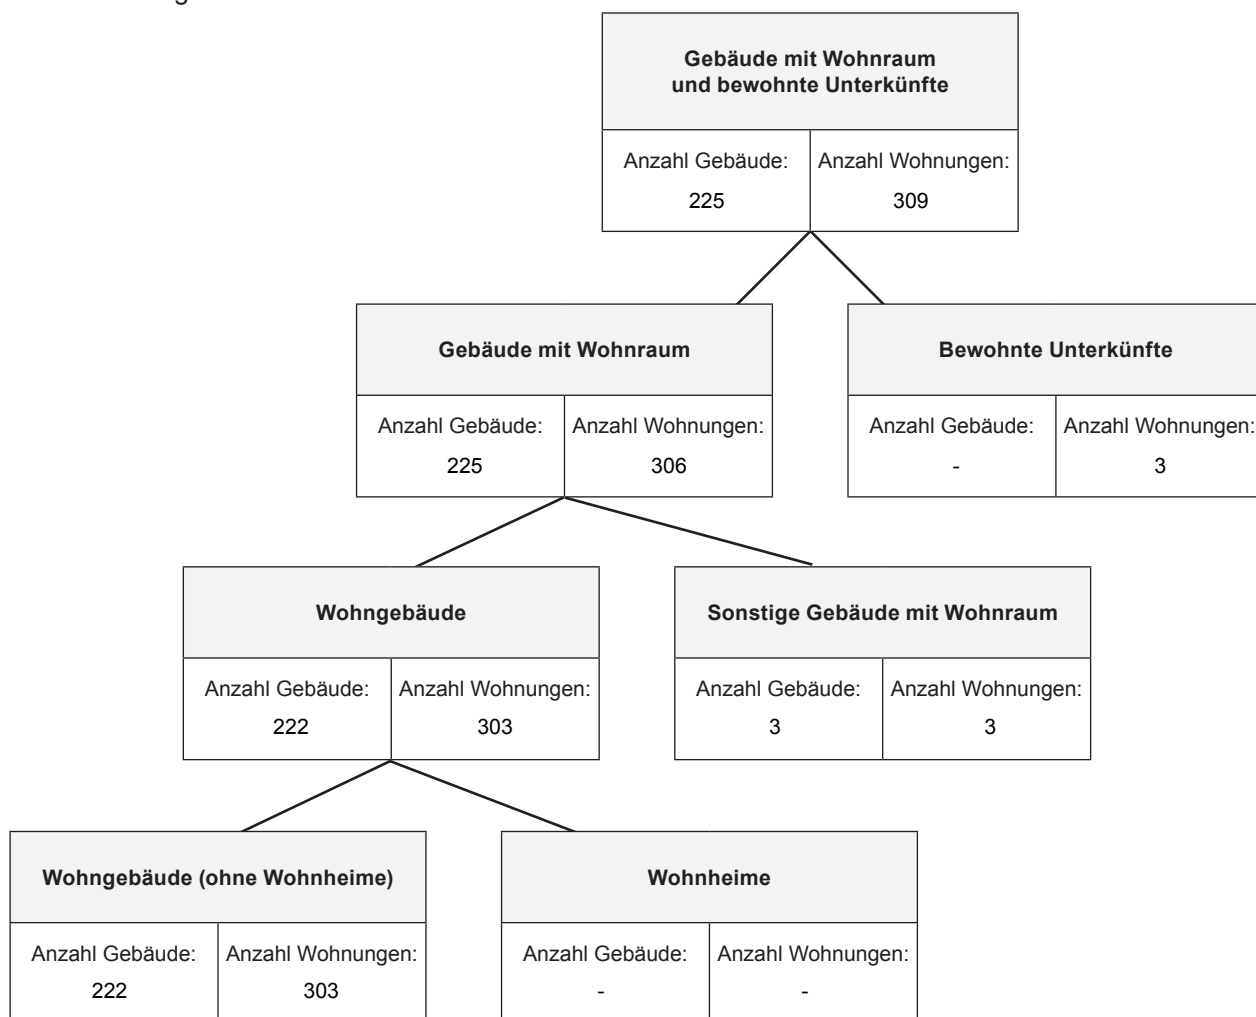 Gebäude mit Wohnraum
und bewohnte Unterkünfte
Anzahl Gebäude:
225
Anzahl Wohnungen:
309
Gebäude mit Wohnraum
Anzahl Gebäude:
225
Anzahl Wohnungen:
306
Bewohnte Unterkünfte
Anzahl Gebäude:
-
Anzahl Wohnungen:
3
Wohngebäude
Anzahl Gebäude:
222
Anzahl Wohnungen:
303
Sonstige Gebäude mit Wohnraum
Anzahl Gebäude:
3
Anzahl Wohnungen:
3
Wohngebäude (ohne Wohnheime)
Anzahl Gebäude:
222
Anzahl Wohnungen:
303
Wohnheime
Anzahl Gebäude:
-
Anzahl Wohnungen:
-